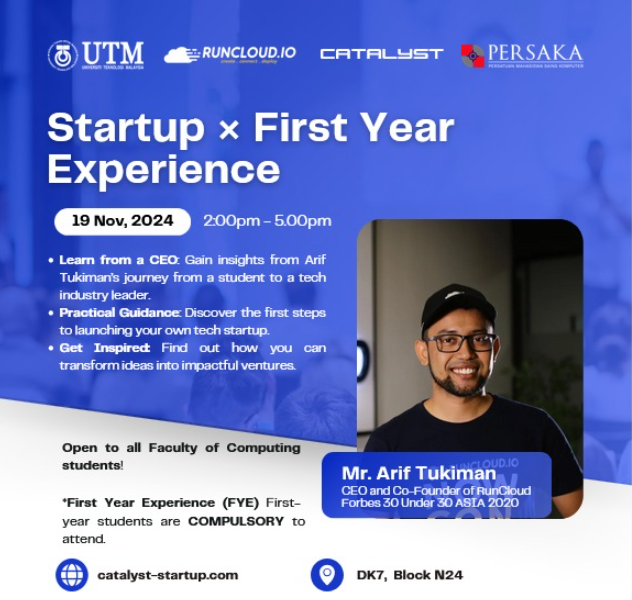 UTM
UNIVERSITI TEKNOLOGI MALAYSIA
RUNCLOUD.IO
create . connect . deploy
CATALYST
PERSAKA
PERSATUAN MAHASISWA SAINS KOMPUTER
Startup × First Year
Experience
19 Nov, 2024
2:00pm – 5.00pm
• Learn from a CEO: Gain insights from Arif
Tukiman's journey from a student to a tech
industry leader.
• Practical Guidance: Discover the first steps
to launching your own tech startup.
• Get Inspired: Find out how you can
transform ideas into impactful ventures.
Open to all Faculty of Computing
students!
*First Year Experience (FYE) First-
year students are COMPULSORY to
attend.
RUNCLOUD.IO
Mr. Arif Tukiman
CEO and Co-Founder of RunCloud
Forbes 30 Under 30 ASIA 2020
catalyst-startup.com
DK7, Block N24